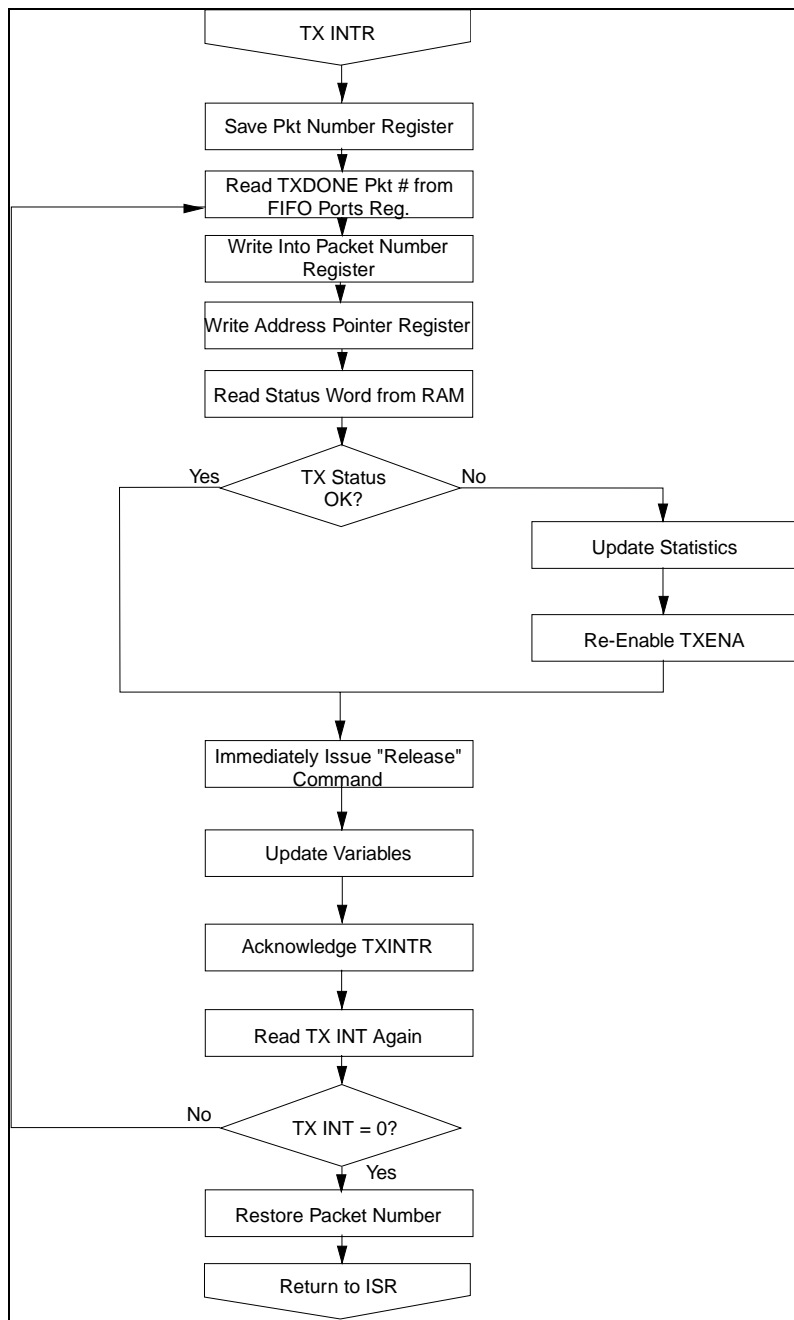 TX INTR
Save Pkt Number Register
Read TXDONE Pkt # from
FIFO Ports Reg.
Write Into Packet Number
Register
Write Address Pointer Register
Read Status Word from RAM
Yes
TX Status
OK?
No
Update Statistics
Re-Enable TXENA
Immediately Issue "Release"
Command
Update Variables
Acknowledge TXINTR
Read TX INT Again
No
TX INT = 0?
Yes
Restore Packet Number
Return to ISR